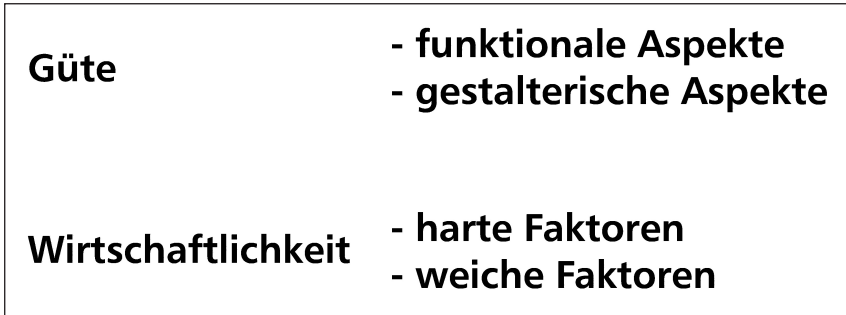 Güte
- funktionale Aspekte
- gestalterische Aspekte
Wirtschaftlichkeit
- harte Faktoren
- weiche Faktoren